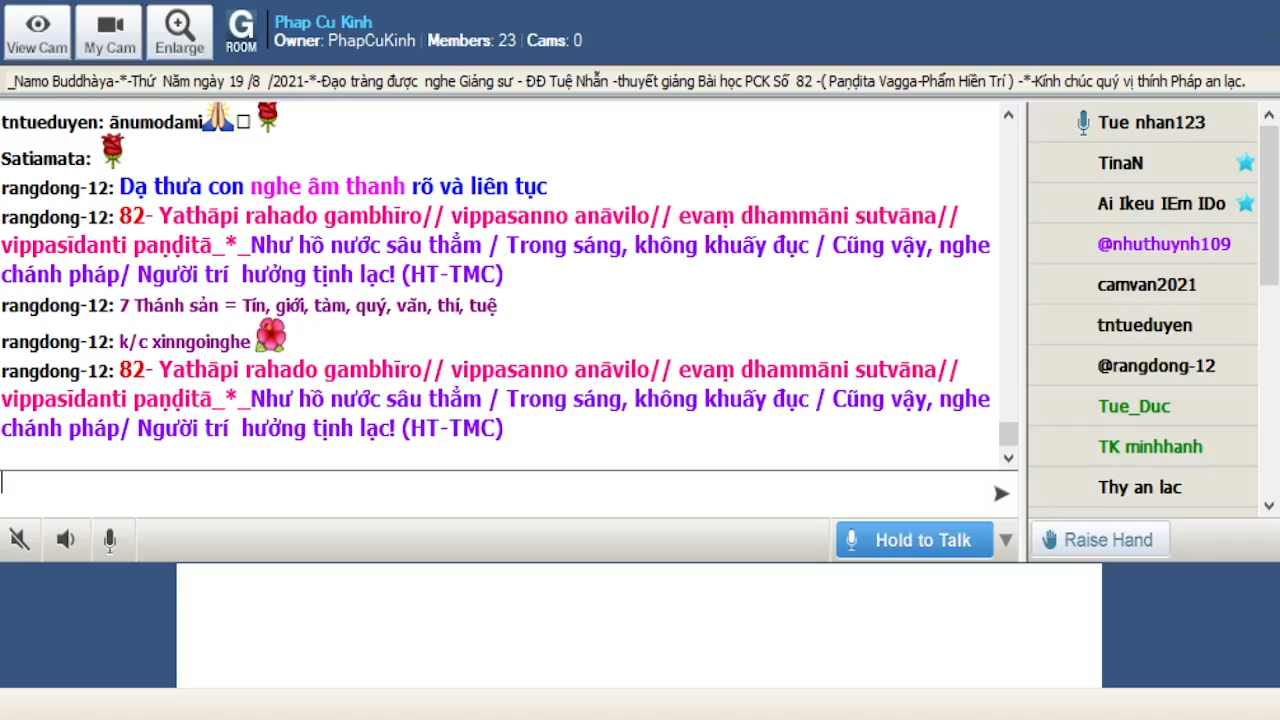 View Cam
My Cam
Enlarge
G
ROOM
Phap Cu Kinh
Owner: PhapCuKinh | Members: 23 | Cams: 0
_Namo Buddhàya-*-Thứ Năm ngày 19 /8 /2021-*-Đạo tràng được nghe Giảng sư - ĐĐ Tuệ Nhẫn -thuyết giảng Bài học PCK Số 82 -( Paṇḍita Vagga-Phẩm Hiền Trí ) -*-Kính chúc quý vị thính Pháp an lạc.
tntueduyen: ānumodami
Satiamata:
rangdong-12: Dạ thưa con nghe âm thanh rõ và liên tục
rangdong-12: 82- Yathāpi rahado gambhīro// vippasanno anāvilo// evaṃ dhammāni sutvāna//
vippasīdanti paṇḍitā_*_Như hồ nước sâu thẳm / Trong sáng, không khuấy đục / Cũng vậy, nghe
chánh pháp/ Người trí hưởng tịnh lạc! (HT-TMC)
rangdong-12: 7 Thánh sản = Tín, giới, tàm, quý, văn, thí, tuệ
rangdong-12: k/c xinngoinghe
rangdong-12: 82- Yathāpi rahado gambhīro// vippasanno anāvilo// evaṃ dhammāni sutvāna//
vippasīdanti paṇḍitā_*_Như hồ nước sâu thẳm / Trong sáng, không khuấy đục / Cũng vậy, nghe
chánh pháp/ Người trí hưởng tịnh lạc! (HT-TMC)
Tue nhan123
TinaN
Ai Ikeu IEm IDo
@nhuthuynh109
camvan2021
tntueduyen
@rangdong-12
Tue_Duc
TK minhhanh
Thy an lac
Hold to Talk
Raise Hand